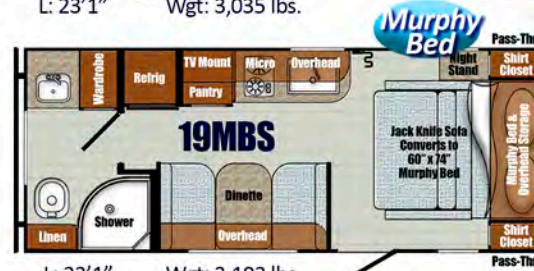 L: 23'1" Wgt: 3,035 lbs.
Murphy
Bed
Pass-Thr
Wardrobe
Refrig
TV Mount
Micro
Overhead
Pantry
Night
Stand
Shirt
Closet
19MBS
Jack Knife Sofa
Converts to
60" x 74"
Murphy Bed
Murphy Bed &
Overhead Storage
Dinette
Shower
Linen
Overhead
Shirt
Closet
Pass-Thr